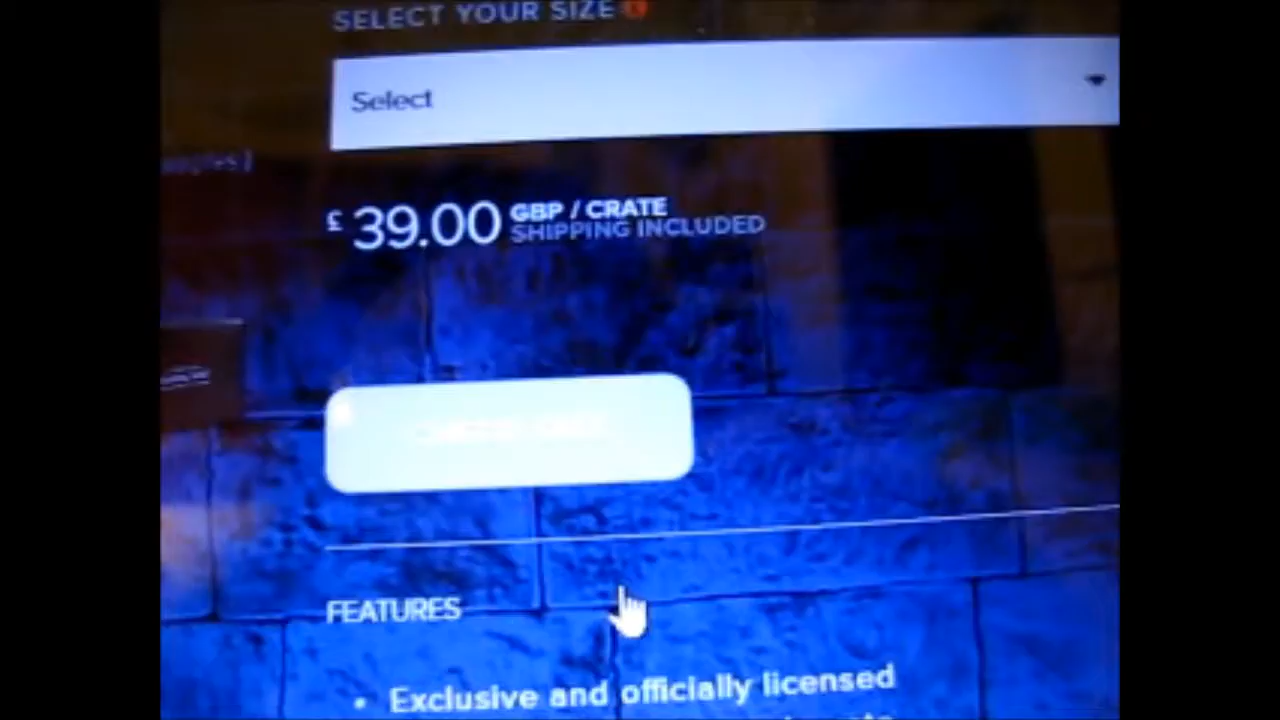 SELECT YOUR SIZE
Select
£ 39.00 GBP / CRATE
SHIPPING INCLUDED
FEATURES
• Exclusive and officially licensed